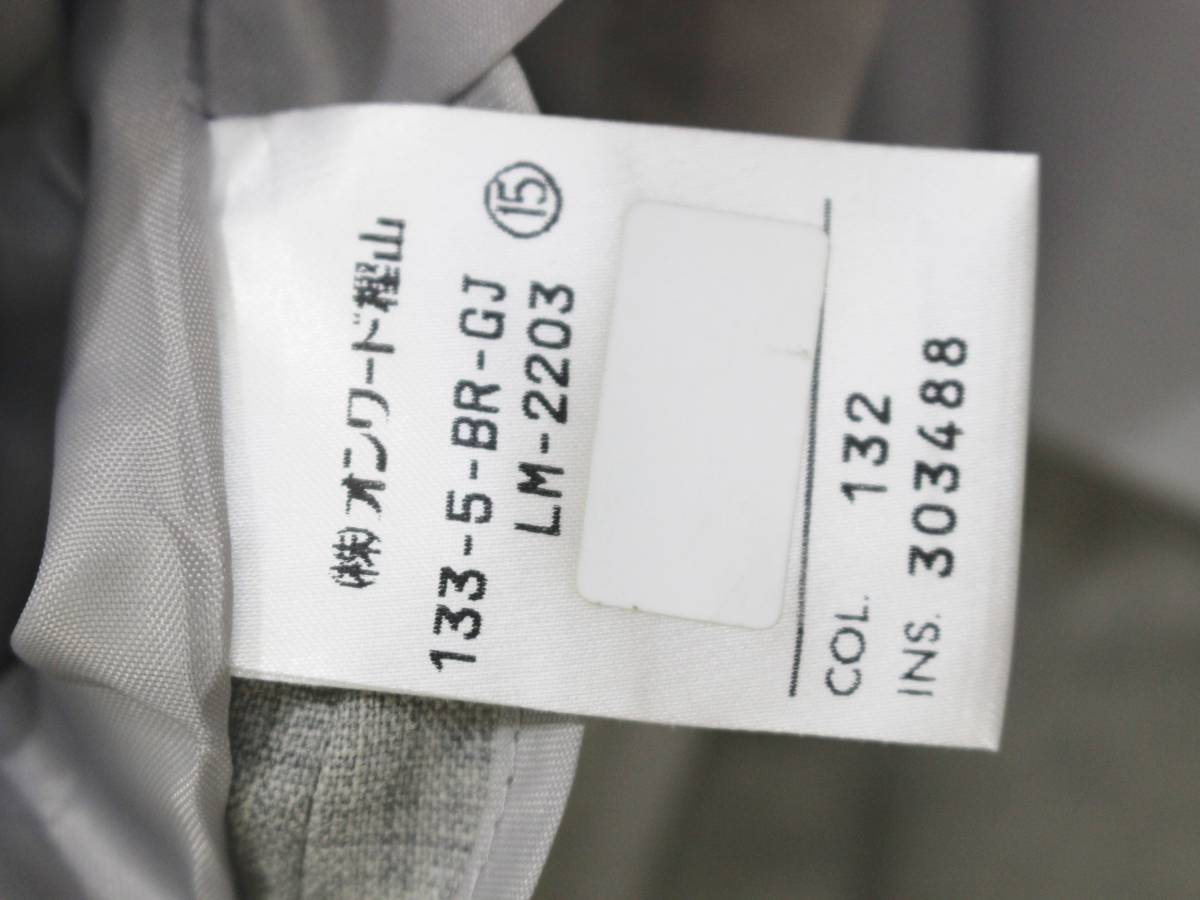 (株)オンワード樫山
133-5-BR-GJ
LM-2203 ⑮
COL. 132
INS. 303488